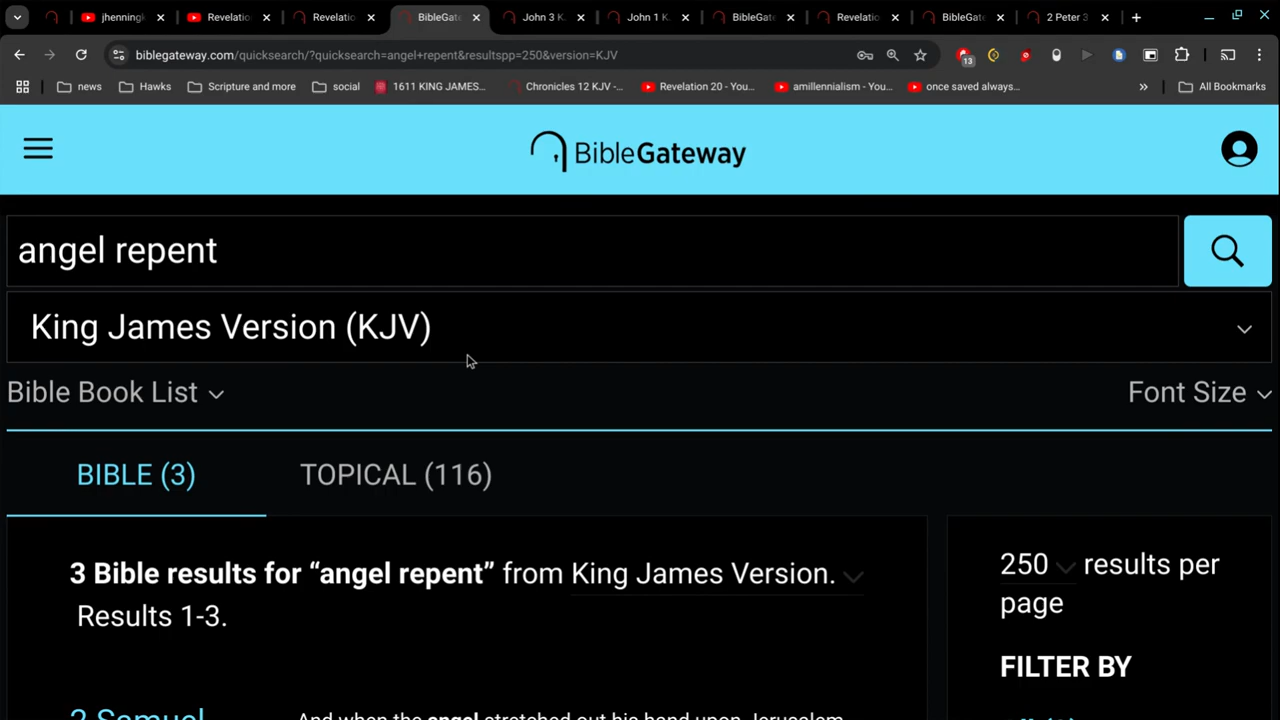 jhenningk
Revelatio
Revelatio
BibleGate
John 3 K
John 1 K
BibleGate
Revelatio
BibleGat
2 Peter 3
biblegateway.com/quicksearch/?quicksearch=angel+repent&resultspp=250&version=KJV
13
news
Hawks
Scripture and more
social
1611 KING JAMES...
Chronicles 12 KJV -...
Revelation 20 - You...
amillennialism - You...
once saved always...
»
All Bookmarks
BibleGateway
angel repent
King James Version (KJV)
Bible Book List
Font Size
BIBLE (3)
TOPICAL (116)
3 Bible results for “angel repent” from King James Version.
Results 1-3.
250 results per
page
FILTER BY
2 Samuel
And when the angel stretched out his hand upon Jerusalem